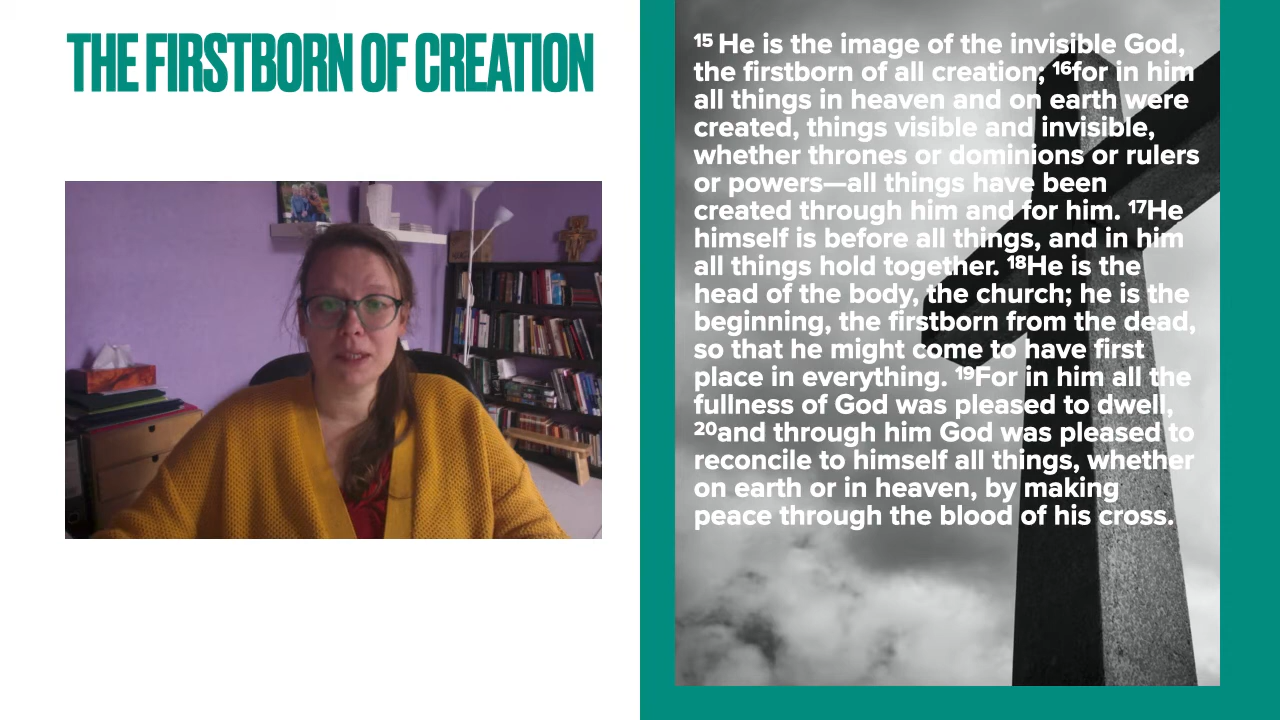 THE FIRSTBORN OF CREATION
¹⁵ He is the image of the invisible God,
the firstborn of all creation; ¹⁶for in him
all things in heaven and on earth were
created, things visible and invisible,
whether thrones or dominions or rulers
or powers—all things have been
created through him and for him. ¹⁷He
himself is before all things, and in him
all things hold together. ¹⁸He is the
head of the body, the church; he is the
beginning, the firstborn from the dead,
so that he might come to have first
place in everything. ¹⁹For in him all the
fullness of God was pleased to dwell,
²⁰and through him God was pleased to
reconcile to himself all things, whether
on earth or in heaven, by making
peace through the blood of his cross.